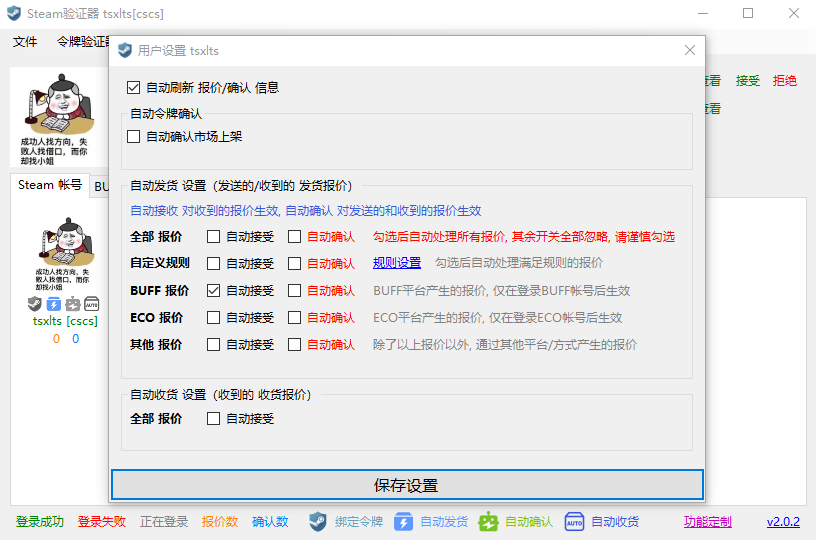 Steam验证器 tsxlts[cscs]
文件 令牌验证器
用户设置 tsxlts
自动刷新 报价/确认 信息
查看 接受 拒绝
自动令牌确认
查看
自动确认市场上架
成功人找方向，失
败人找借口，而你
却找小姐
Steam 帐号 BU
自动发货 设置（发送的/收到的 发货报价）
自动接收 对收到的报价生效, 自动确认 对发送的和收到的报价生效
全部 报价 自动接受 自动确认 勾选后自动处理所有报价, 其余开关全部忽略, 请谨慎勾选
自定义规则 自动接受 自动确认 规则设置 勾选后自动处理满足规则的报价
成功人找方向，失
败人找借口，而你
却找小姐
BUFF 报价 自动接受 自动确认 BUFF平台产生的报价, 仅在登录BUFF帐号后生效
AUTO
tsxlts [cscs]
ECO 报价 自动接受 自动确认 ECO平台产生的报价, 仅在登录ECO帐号后生效
0 0
其他 报价 自动接受 自动确认 除了以上报价以外, 通过其他平台/方式产生的报价
自动收货 设置（收到的 收货报价）
全部 报价 自动接受
保存设置
登录成功 登录失败 正在登录 报价数 确认数 绑定令牌 自动发货 自动确认 AUTO 自动收货 功能定制 v2.0.2